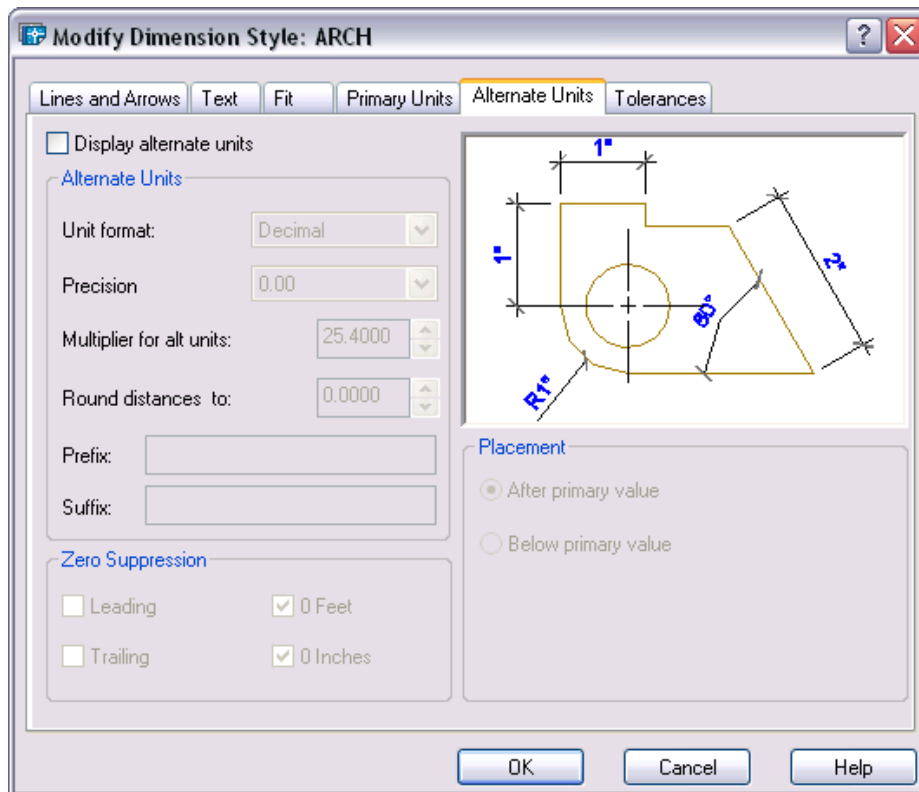 Modify Dimension Style: ARCH
Lines and Arrows Text Fit Primary Units Alternate Units Tolerances
Display alternate units
Alternate Units
Unit format: Decimal
Precision 0.00
Multiplier for alt units: 25.4000
Round distances to: 0.0000
Prefix:
Suffix:
Zero Suppression
Leading 0 Feet
Trailing 0 Inches
1"
1"
2"
60°
R1"
Placement
After primary value
Below primary value
OK Cancel Help